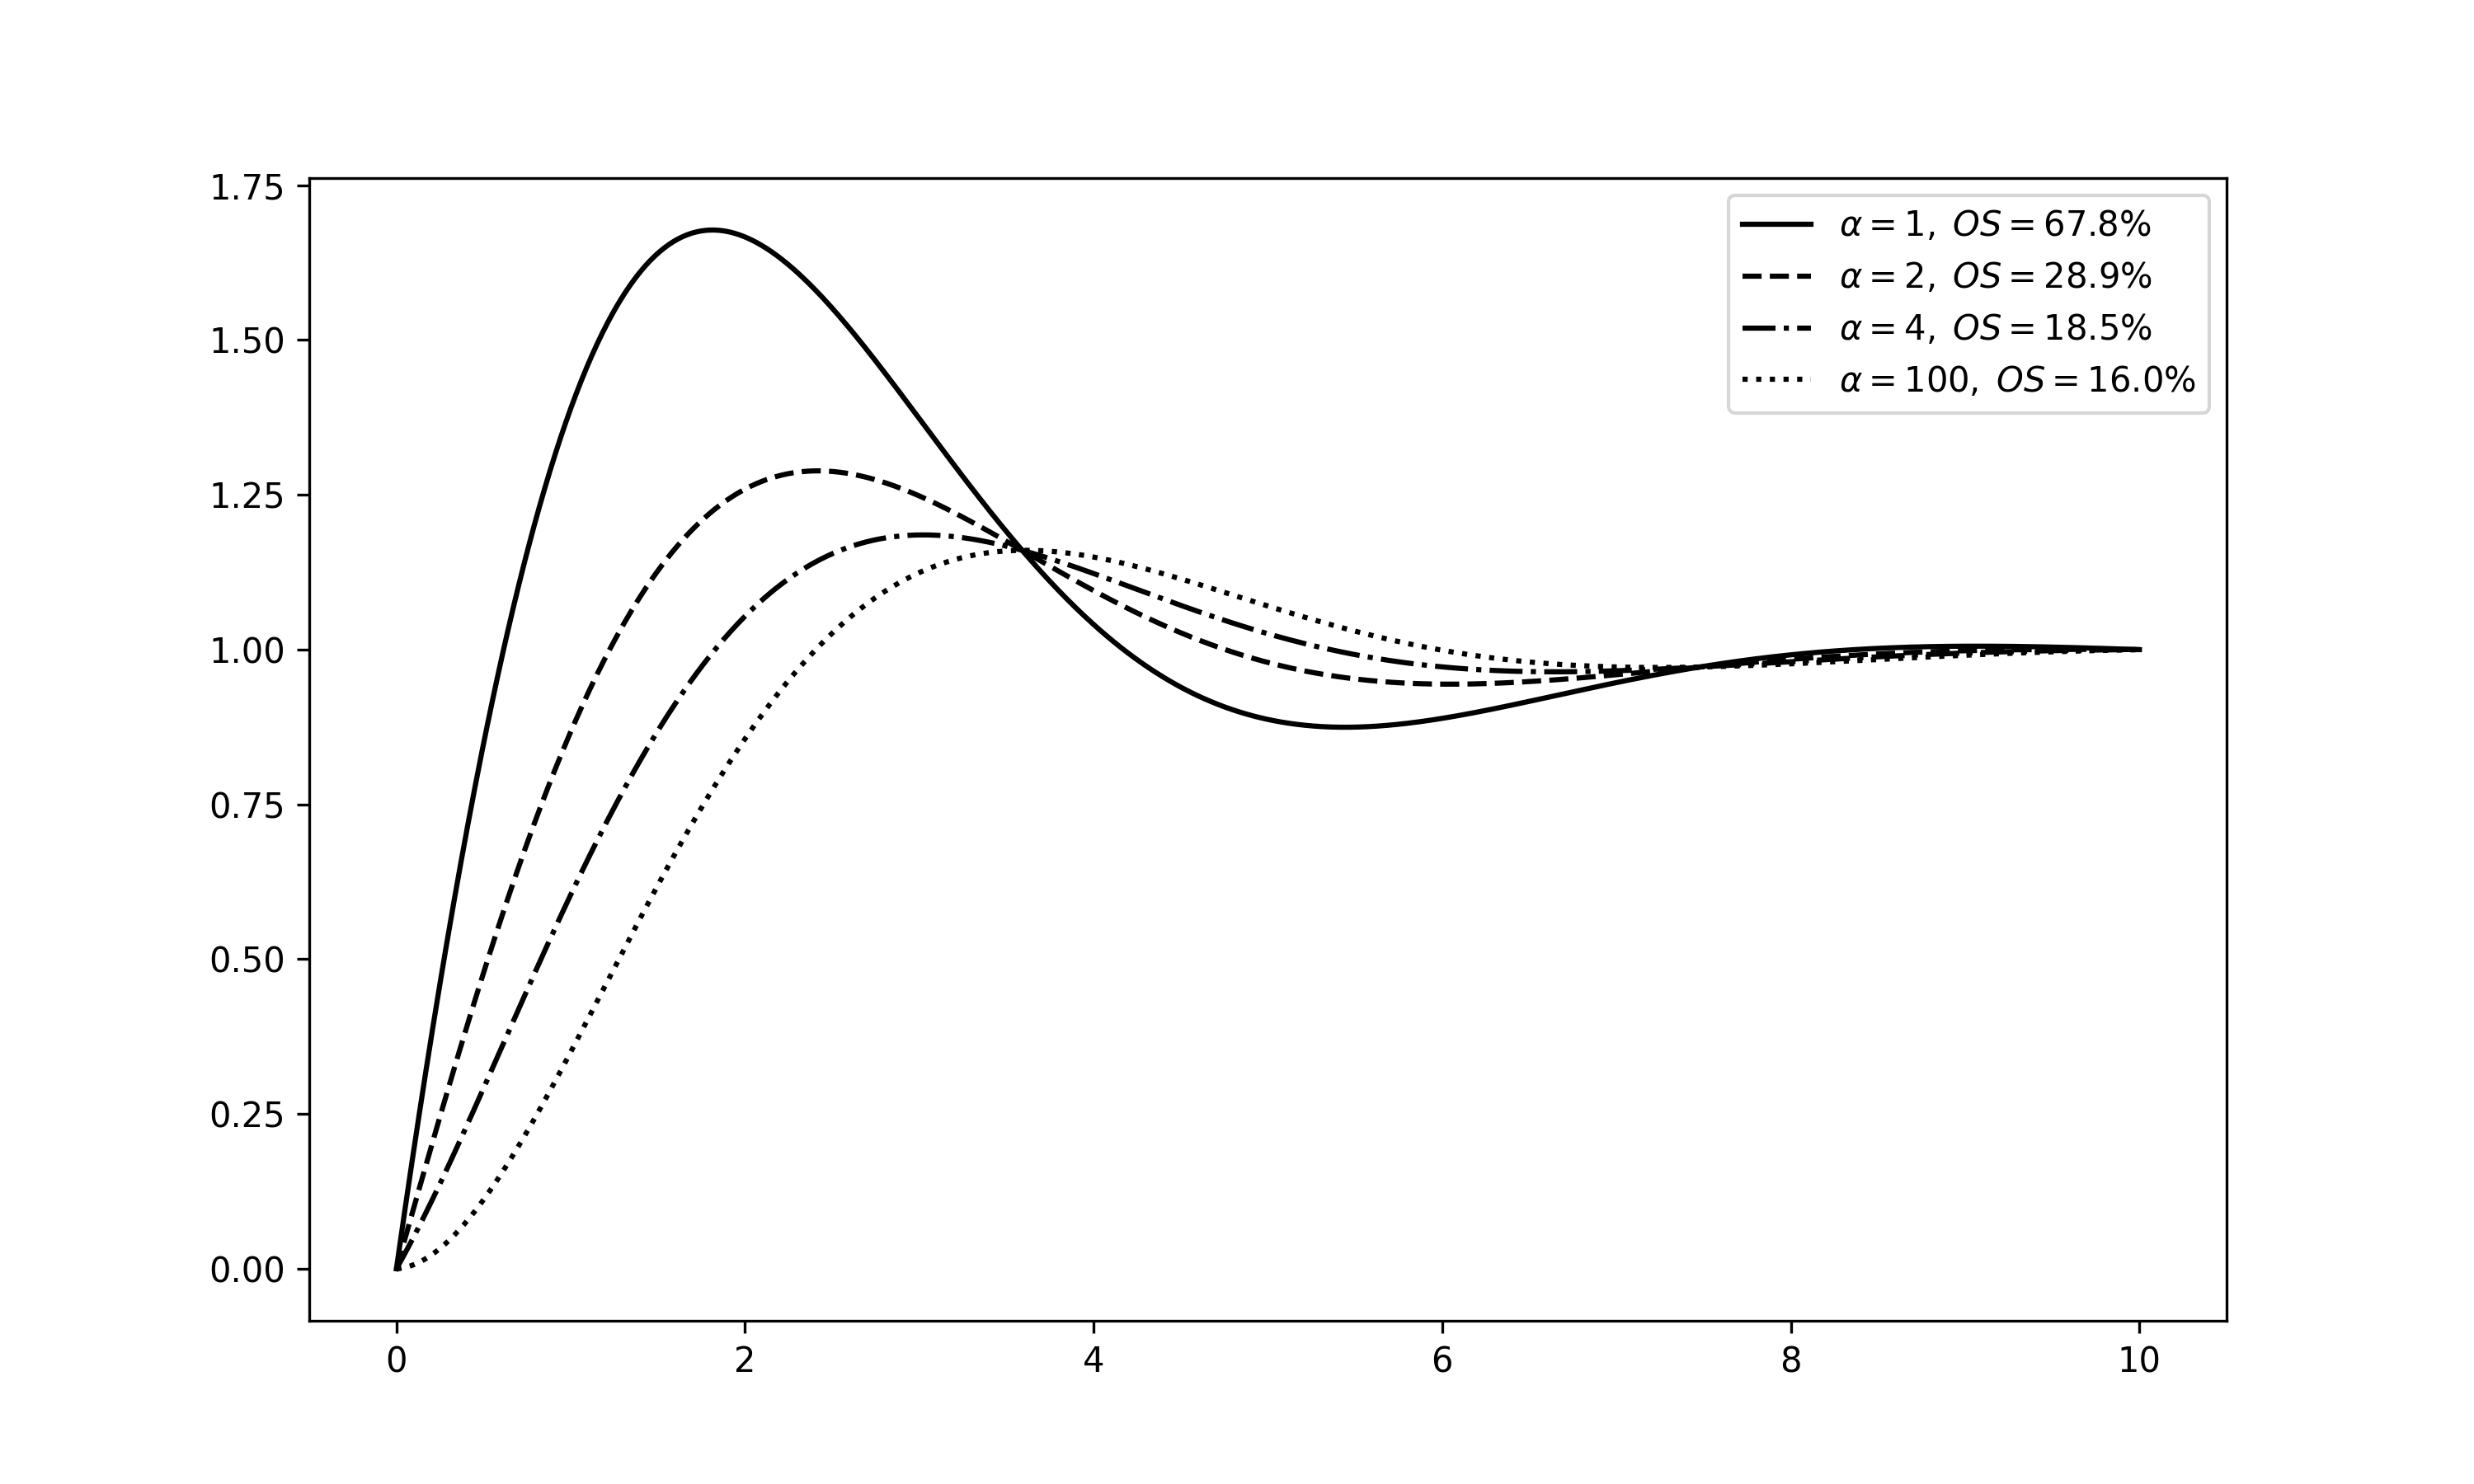 1.75
1.50
1.25
1.00
0.75
0.50
0.25
0.00
0 2 4 6 8 10
α = 1, OS = 67.8%
α = 2, OS = 28.9%
α = 4, OS = 18.5%
α = 100, OS = 16.0%